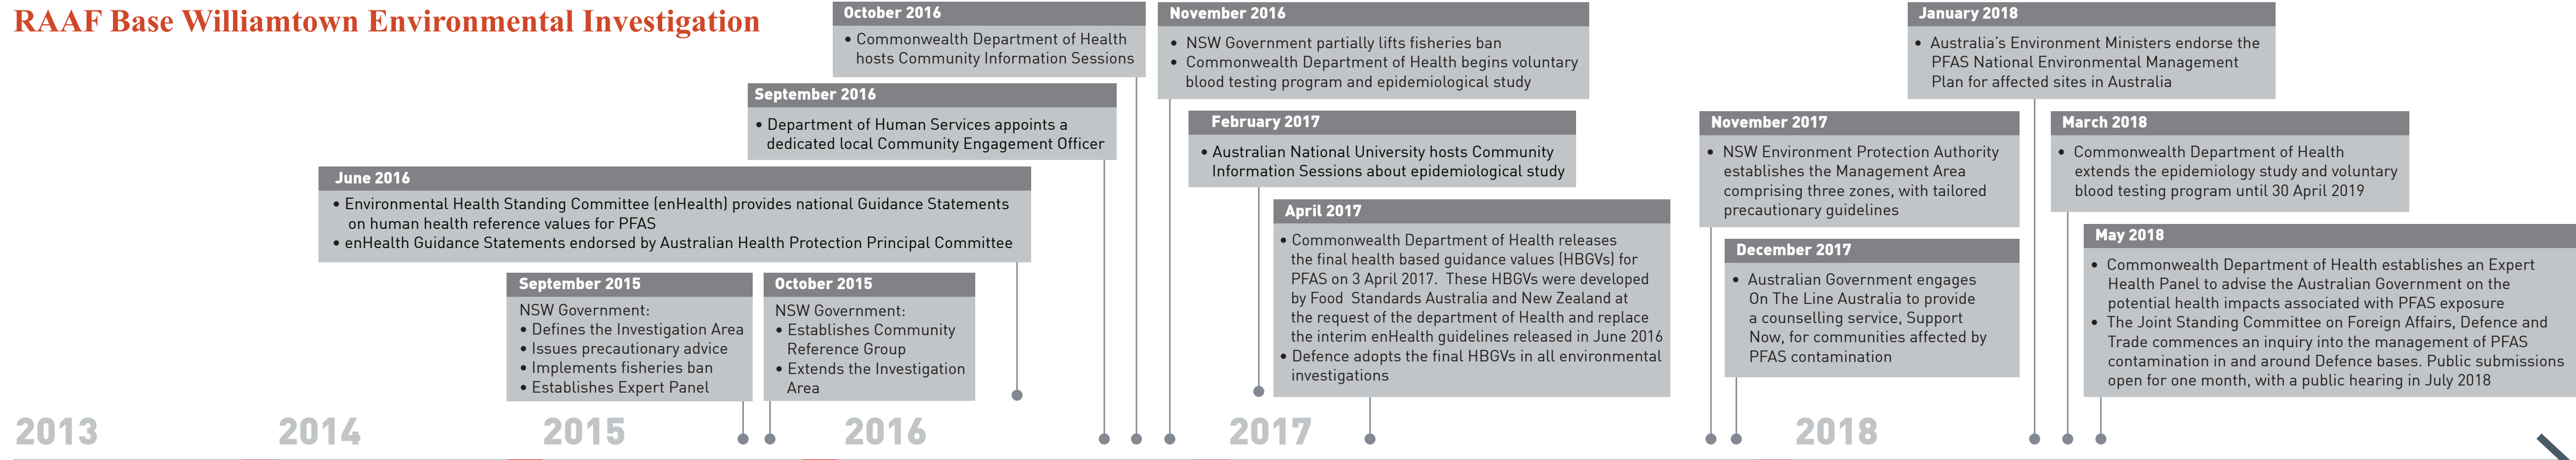 RAAF Base Williamtown Environmental Investigation
October 2016
• Commonwealth Department of Health
hosts Community Information Sessions
November 2016
• NSW Government partially lifts fisheries ban
• Commonwealth Department of Health begins voluntary
blood testing program and epidemiological study
January 2018
• Australia's Environment Ministers endorse the
PFAS National Environmental Management
Plan for affected sites in Australia
September 2016
• Department of Human Services appoints a
dedicated local Community Engagement Officer
February 2017
• Australian National University hosts Community
Information Sessions about epidemiological study
November 2017
• NSW Environment Protection Authority
establishes the Management Area
comprising three zones, with tailored
precautionary guidelines
March 2018
• Commonwealth Department of Health
extends the epidemiology study and voluntary
blood testing program until 30 April 2019
June 2016
• Environmental Health Standing Committee (enHealth) provides national Guidance Statements
on human health reference values for PFAS
• enHealth Guidance Statements endorsed by Australian Health Protection Principal Committee
April 2017
• Commonwealth Department of Health releases
the final health based guidance values (HBGVs) for
PFAS on 3 April 2017. These HBGVs were developed
by Food Standards Australia and New Zealand at
the request of the department of Health and replace
the interim enHealth guidelines released in June 2016
• Defence adopts the final HBGVs in all environmental
investigations
December 2017
• Australian Government engages
On The Line Australia to provide
a counselling service, Support
Now, for communities affected by
PFAS contamination
May 2018
• Commonwealth Department of Health establishes an Expert
Health Panel to advise the Australian Government on the
potential health impacts associated with PFAS exposure
• The Joint Standing Committee on Foreign Affairs, Defence and
Trade commences an inquiry into the management of PFAS
contamination in and around Defence bases. Public submissions
open for one month, with a public hearing in July 2018
September 2015
NSW Government:
• Defines the Investigation Area
• Issues precautionary advice
• Implements fisheries ban
• Establishes Expert Panel
October 2015
NSW Government:
• Establishes Community
Reference Group
• Extends the Investigation
Area
2013
2014
2015
2016
2017
2018